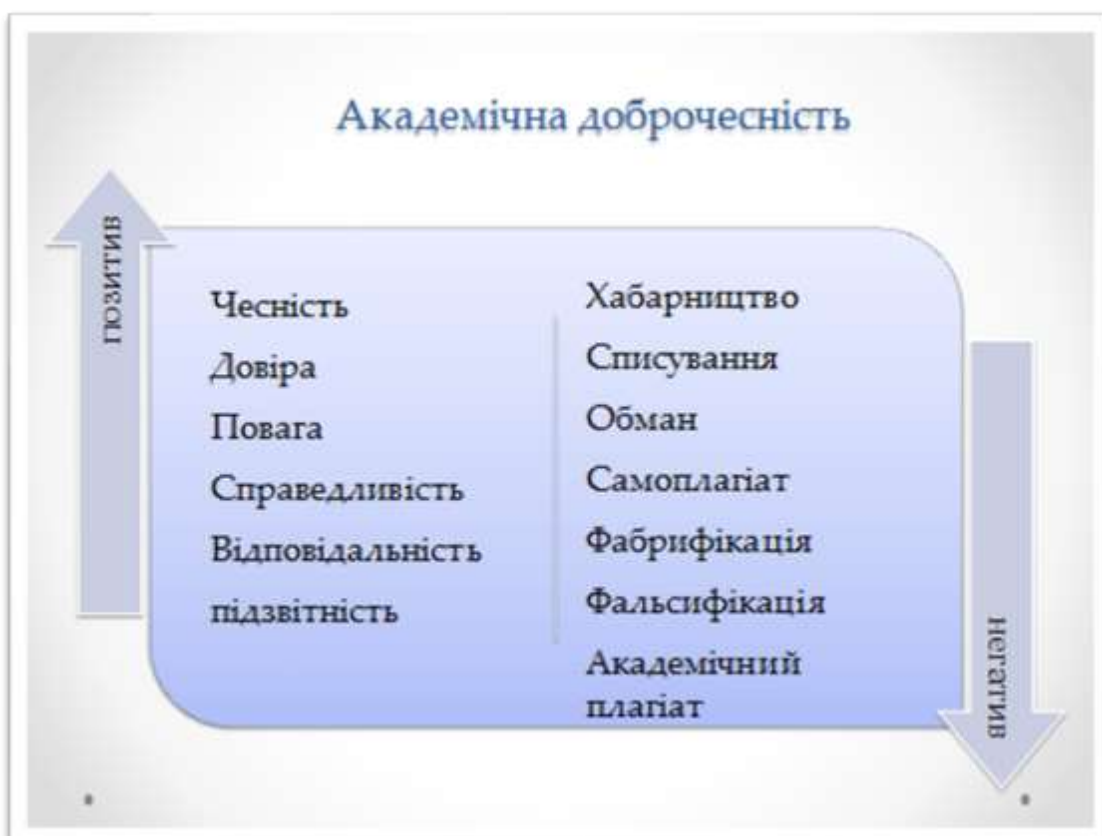 Академічна доброчесність
позитив
Чесність
Довіра
Повага
Справедливість
Відповідальність
підзвітність
Хабарництво
Списування
Обман
Самоплагіат
Фабрифікація
Фальсифікація
Академічний
плагіат
негатив